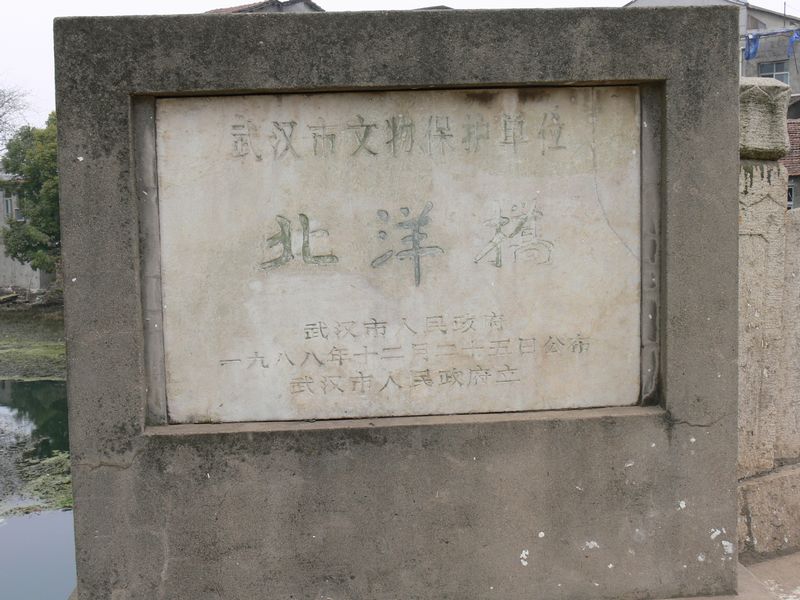 武汉市文物保护单位
北洋橋
武汉市人民政府
一九八八年十二月二十五日公布
武汉市人民政府立